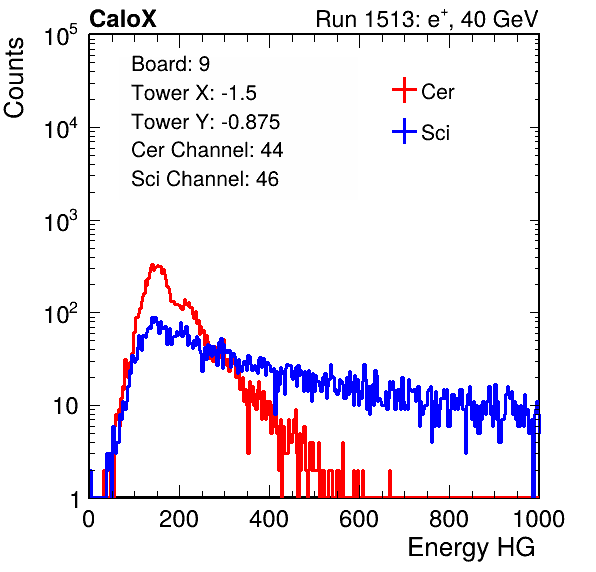 CaloX Run 1513: e⁺, 40 GeV
Counts
Board: 9
Tower X: -1.5
Tower Y: -0.875
Cer Channel: 44
Sci Channel: 46
Cer
Sci
10⁵
10⁴
10³
10²
10
1
0 200 400 600 800 1000
Energy HG